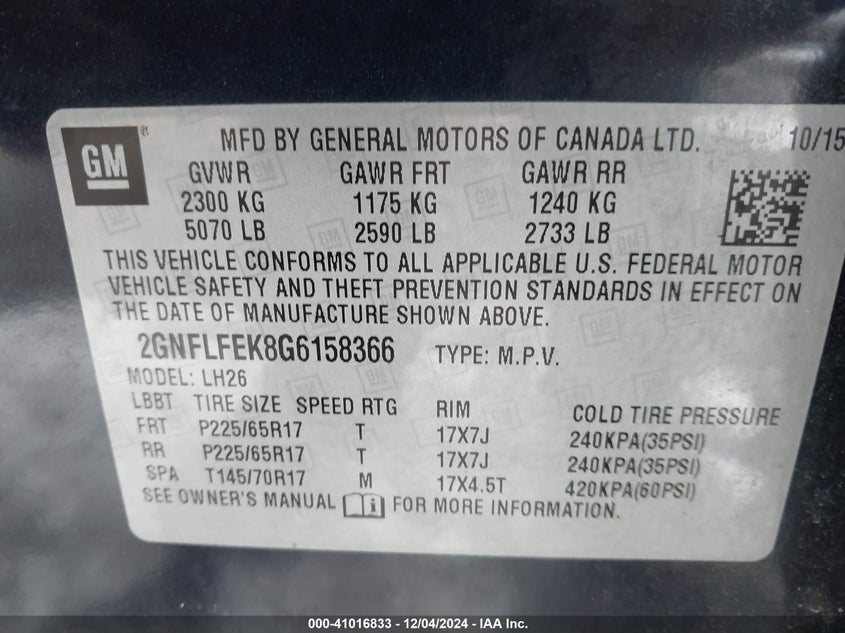 GM ® MFD BY GENERAL MOTORS OF CANADA LTD. 10/15
GVWR GAWR FRT GAWR RR
2300 KG 1175 KG 1240 KG
5070 LB 2590 LB 2733 LB
THIS VEHICLE CONFORMS TO ALL APPLICABLE U.S. FEDERAL MOTOR
VEHICLE SAFETY AND THEFT PREVENTION STANDARDS IN EFFECT ON
THE DATE OF MANUFACTURE SHOWN ABOVE.
2GNFLFEK8G6158366 TYPE: M.P.V.
MODEL: LH26
LBBT TIRE SIZE SPEED RTG RIM COLD TIRE PRESSURE
FRT P225/65R17 T 17X7J 240KPA(35PSI)
RR P225/65R17 T 17X7J 240KPA(35PSI)
SPA T145/70R17 M 17X4.5T 420KPA(60PSI)
SEE OWNER'S MANUAL i FOR MORE INFORMATION.
000-41016833 - 12/04/2024 - IAA Inc.